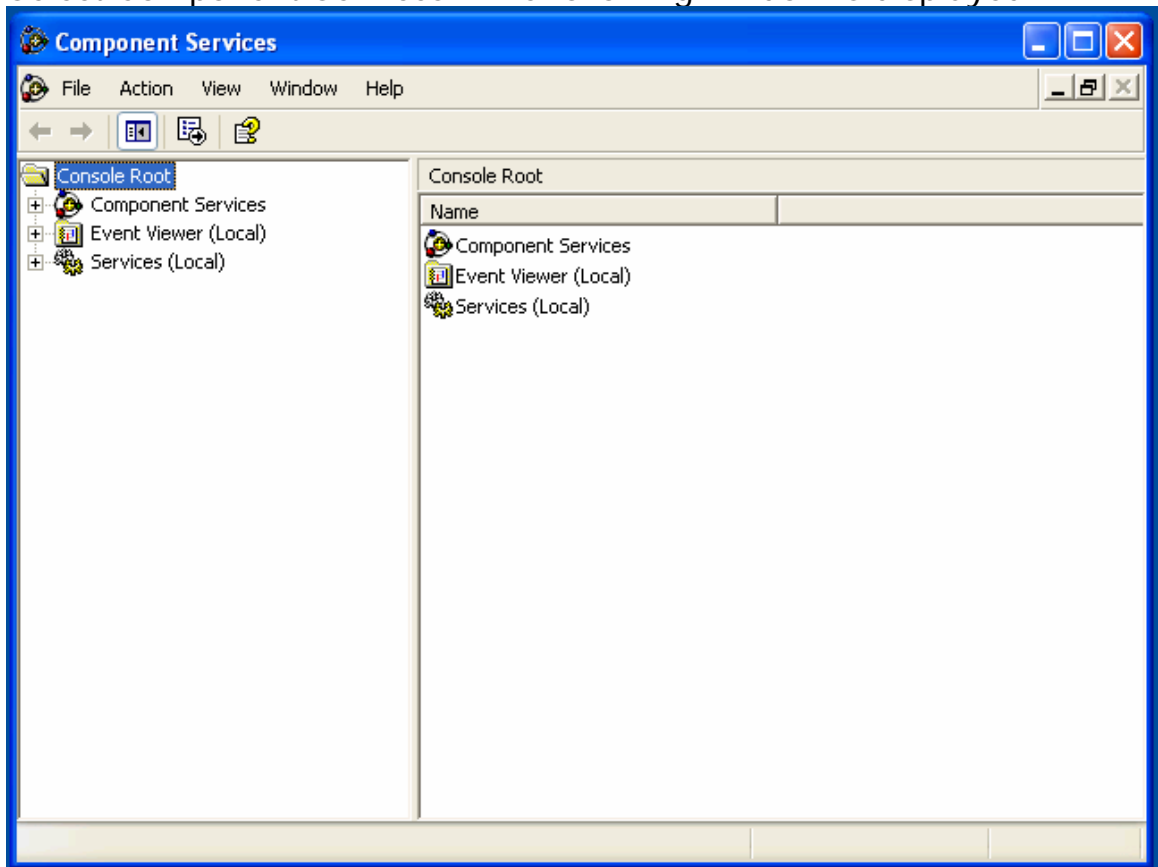 Component Services
File Action View Window Help
Console Root
Component Services
Event Viewer (Local)
Services (Local)
Console Root
Name
Component Services
Event Viewer (Local)
Services (Local)